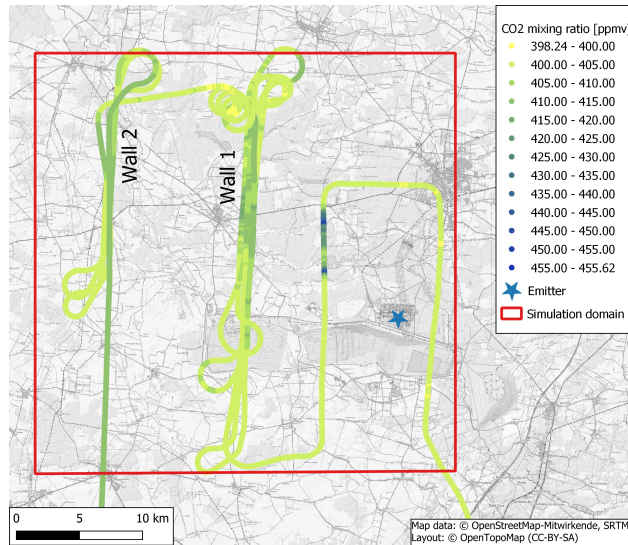 CO2 mixing ratio [ppmv]
398.24 - 400.00
400.00 - 405.00
405.00 - 410.00
410.00 - 415.00
415.00 - 420.00
420.00 - 425.00
425.00 - 430.00
430.00 - 435.00
435.00 - 440.00
440.00 - 445.00
445.00 - 450.00
450.00 - 455.00
455.00 - 455.62
Emitter
Simulation domain
Wall 2
Wall 1
0 5 10 km
Map data: © OpenStreetMap-Mitwirkende, SRTM
Layout: © OpenTopoMap (CC-BY-SA)